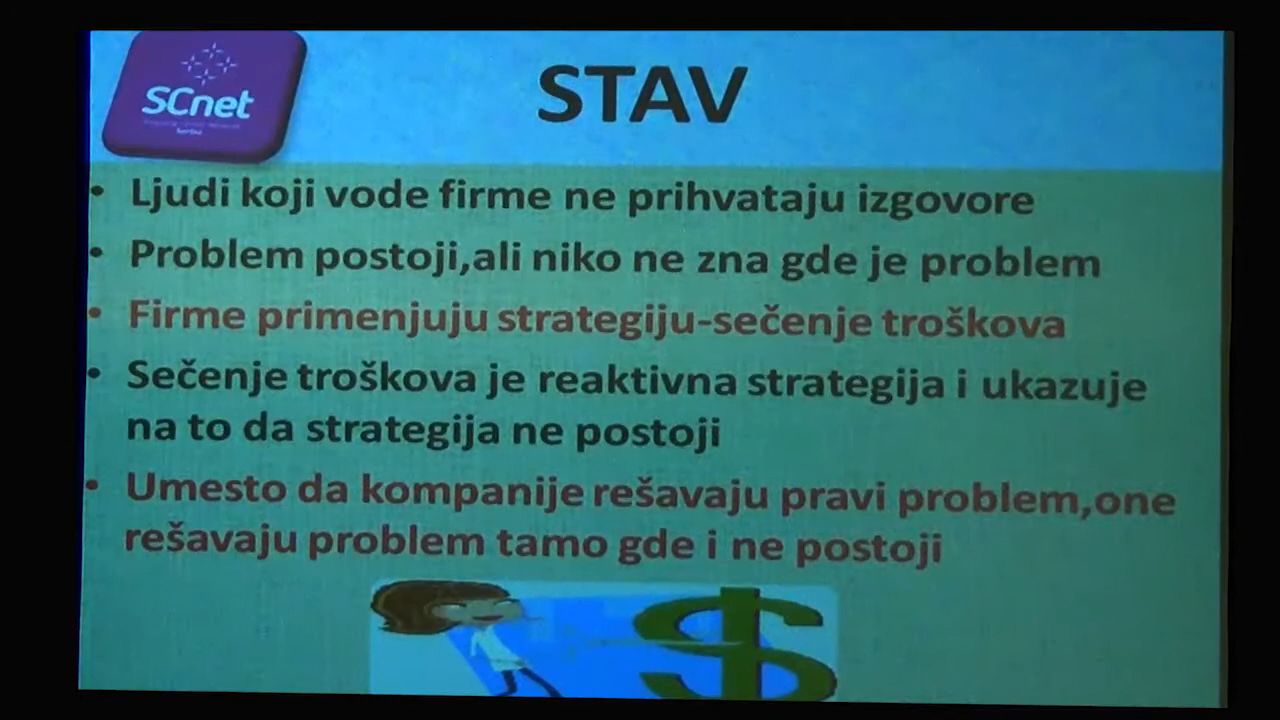 SCnet
STAV
• Ljudi koji vode firme ne prihvataju izgovore
• Problem postoji,ali niko ne zna gde je problem
• Firme primenjuju strategiju-sečenje troškova
• Sečenje troškova je reaktivna strategija i ukazuje
na to da strategija ne postoji
• Umesto da kompanije rešavaju pravi problem,one
rešavaju problem tamo gde i ne postoji